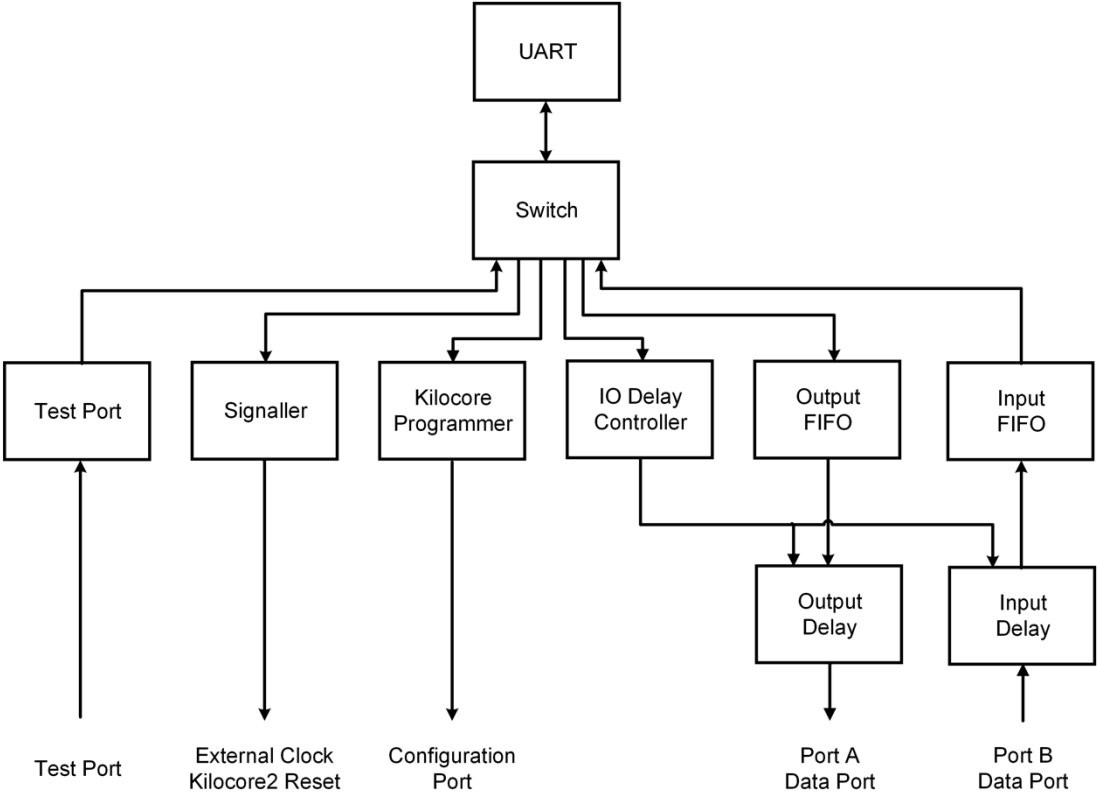 UART
Switch
Test Port
Signaller
Kilocore
Programmer
IO Delay
Controller
Output
FIFO
Input
FIFO
Output
Delay
Input
Delay
Test Port
External Clock
Kilocore2 Reset
Configuration
Port
Port A
Data Port
Port B
Data Port